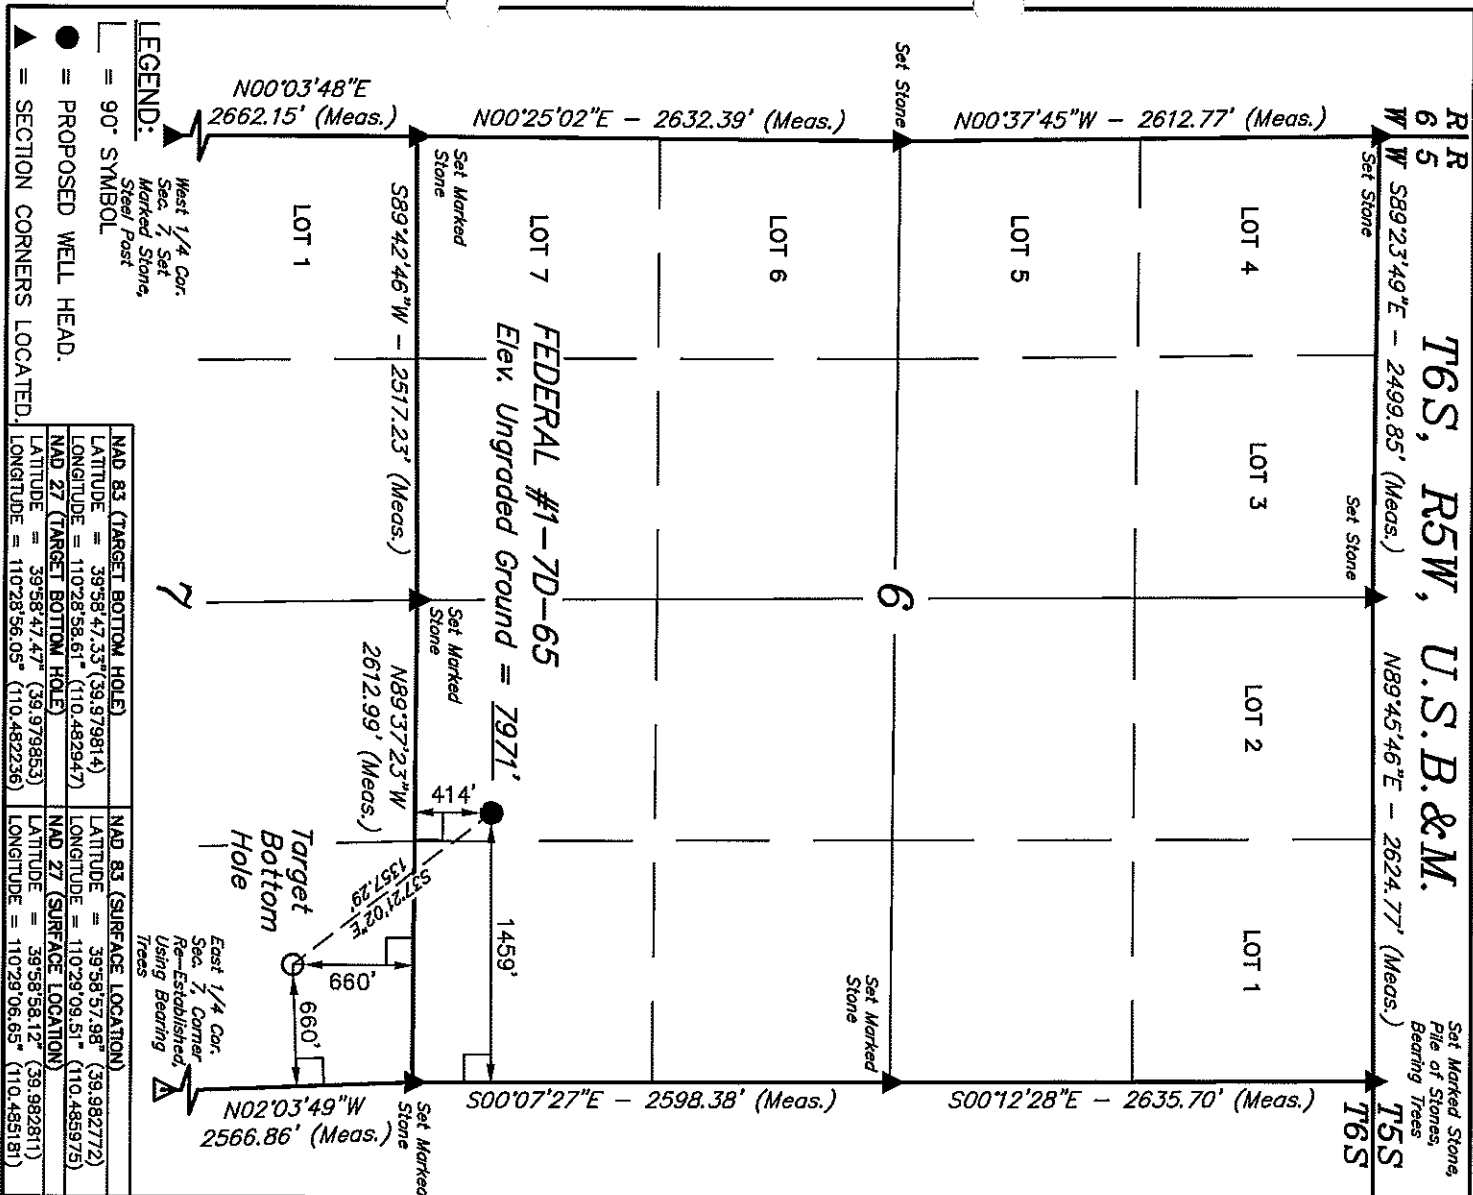 T6S, R5W, U.S.B.&M.
R R
6 5
W W
S89°23'49"E - 2499.85' (Meas.)
N89°45'46"E - 2624.77' (Meas.)
Set Marked Stone,
Pile of Stones,
Bearing Trees
T5S
T6S
Set Stone
Set Stone
LOT 4
LOT 3
LOT 2
LOT 1
N00°37'45"W - 2612.77' (Meas.)
S00°12'28"E - 2635.70' (Meas.)
LOT 5
Set Stone
6
Set Marked
Stone
LOT 6
N00°25'02"E - 2632.39' (Meas.)
S00°07'27"E - 2598.38' (Meas.)
LOT 7
FEDERAL #1-7D-65
Elev. Ungraded Ground = 7971'
1459'
414'
Set Marked
Stone
Set Marked
Stone
Set Marked
Stone
S89°42'46"W - 2517.23' (Meas.)
N89°37'23"W
2612.99' (Meas.)
S37°21'02"E
1357.29'
660'
660'
Target
Bottom
Hole
LOT 1
N00°03'48"E
2662.15' (Meas.)
N02°03'49"W
2566.86' (Meas.)
West 1/4 Cor.
Sec. 7, Set
Marked Stone,
Steel Post
7
East 1/4 Cor.
Sec. 7, Corner
Re-Established,
Using Bearing
Trees
LEGEND:
= 90° SYMBOL
= PROPOSED WELL HEAD.
= SECTION CORNERS LOCATED.
NAD 83 (TARGET BOTTOM HOLE)
LATITUDE = 39°58'47.33" (39.979814)
LONGITUDE = 110°28'58.61" (110.482947)
NAD 27 (TARGET BOTTOM HOLE)
LATITUDE = 39°58'47.47" (39.979853)
LONGITUDE = 110°28'56.05" (110.482236)
NAD 83 (SURFACE LOCATION)
LATITUDE = 39°58'57.98" (39.982772)
LONGITUDE = 110°29'09.51" (110.485975)
NAD 27 (SURFACE LOCATION)
LATITUDE = 39°58'58.12" (39.982811)
LONGITUDE = 110°29'06.65" (110.485181)